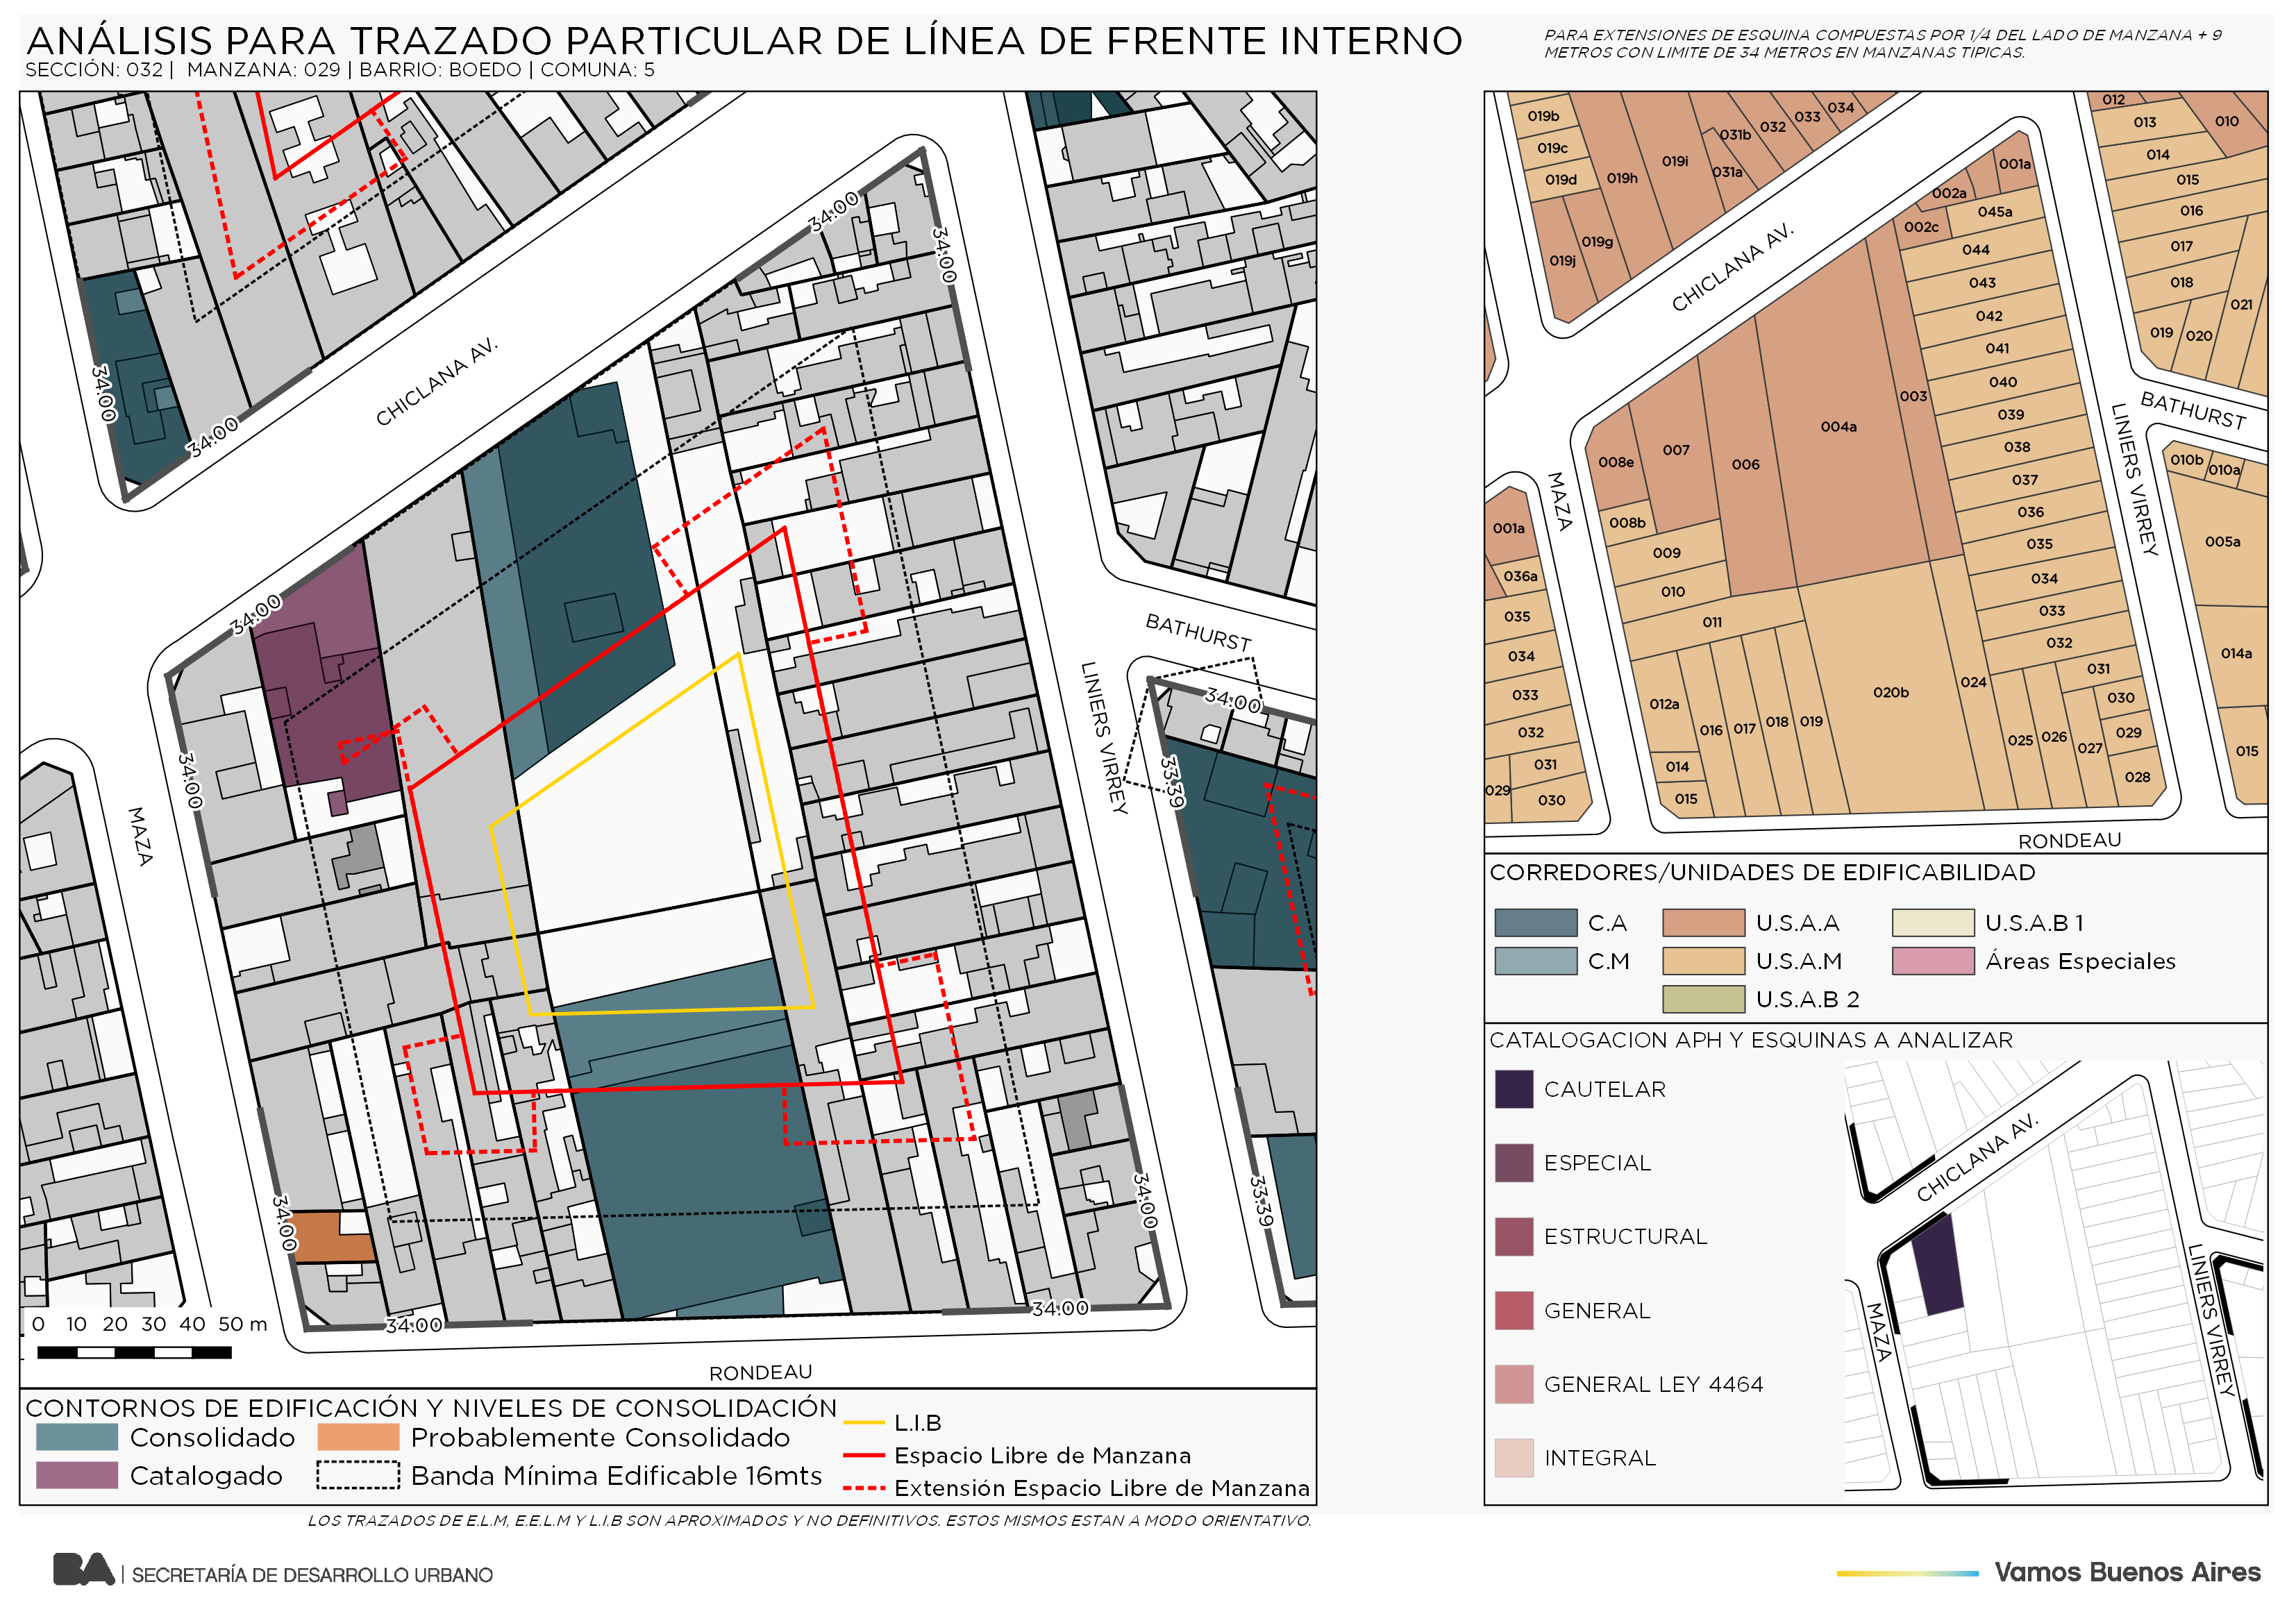 ANÁLISIS PARA TRAZADO PARTICULAR DE LÍNEA DE FRENTE INTERNO
SECCIÓN: 032 | MANZANA: 029 | BARRIO: BOEDO | COMUNA: 5
PARA EXTENSIONES DE ESQUINA COMPUESTAS POR 1/4 DEL LADO DE MANZANA + 9
METROS CON LIMITE DE 34 METROS EN MANZANAS TIPICAS.
34.00
34.00
34.00
34.00
CHICLANA AV.
34.00
34.00
BATHURST
LINIERS VIRREY
34.00
33.39
MAZA
34.00
34.00
34.00
34.00
33.39
RONDEAU
0 10 20 30 40 50 m
CONTORNOS DE EDIFICACIÓN Y NIVELES DE CONSOLIDACIÓN
Consolidado
Probablemente Consolidado
Catalogado
Banda Mínima Edificable 16mts
L.I.B
Espacio Libre de Manzana
Extensión Espacio Libre de Manzana
LOS TRAZADOS DE E.L.M, E.E.L.M Y L.I.B SON APROXIMADOS Y NO DEFINITIVOS. ESTOS MISMOS ESTAN A MODO ORIENTATIVO.
019b
019c
019d
019h
019i
031b
031a
032
033
034
019g
019j
012
013
010
014
015
016
017
018
021
019
020
CHICLANA AV.
001a
002a
045a
002c
044
043
042
041
040
003
039
004a
038
007
008e
006
037
036
008b
035
009
034
010
033
011
032
031
024
020b
030
012a
016
017
018
019
025
026
027
029
028
014
015
MAZA
LINIERS VIRREY
BATHURST
010b
010a
005a
014a
015
001a
036a
035
034
033
032
031
029
030
RONDEAU
CORREDORES/UNIDADES DE EDIFICABILIDAD
C.A
U.S.A.A
U.S.A.B 1
C.M
U.S.A.M
Áreas Especiales
U.S.A.B 2
CATALOGACION APH Y ESQUINAS A ANALIZAR
CAUTELAR
ESPECIAL
ESTRUCTURAL
GENERAL
GENERAL LEY 4464
INTEGRAL
CHICLANA AV.
MAZA
LINIERS VIRREY
BA | SECRETARÍA DE DESARROLLO URBANO
Vamos Buenos Aires